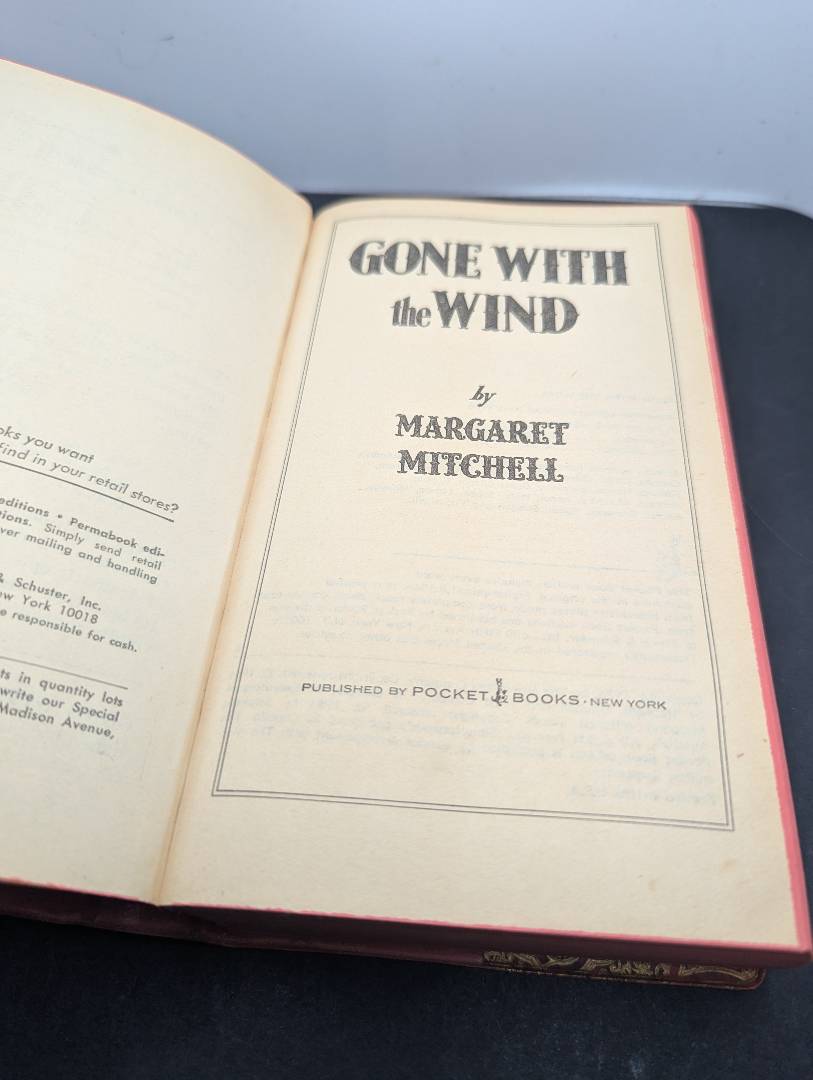 oks you want
find in your retail stores?
editions • Permabook edi-
tions. Simply send retail
ver mailing and handling
& Schuster, Inc.
ew York 10018
e responsible for cash.
ts in quantity lots
write our Special
Madison Avenue,
GONE WITH
the WIND
by
MARGARET
MITCHELL
PUBLISHED BY POCKET BOOKS • NEW YORK